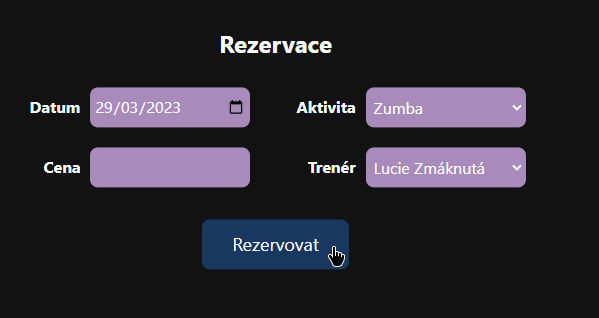 Rezervace
Datum 29/03/2023 Aktivita Zumba
Cena Trenér Lucie Zmáknutá
Rezervovat